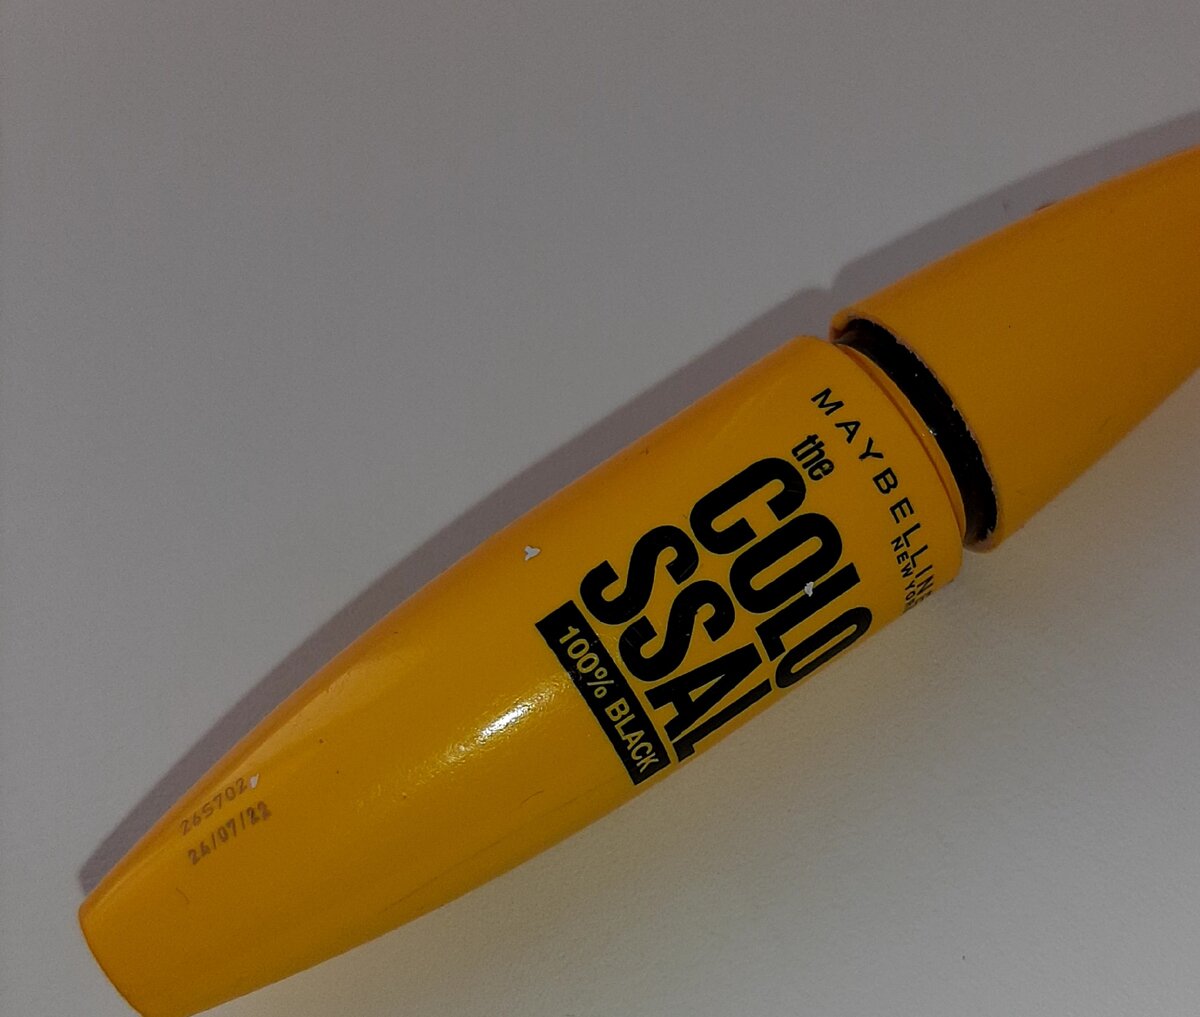 MAYBELLINE
NEW YORK
the
COLO
SSAL
100% BLACK
265702
26/07/22